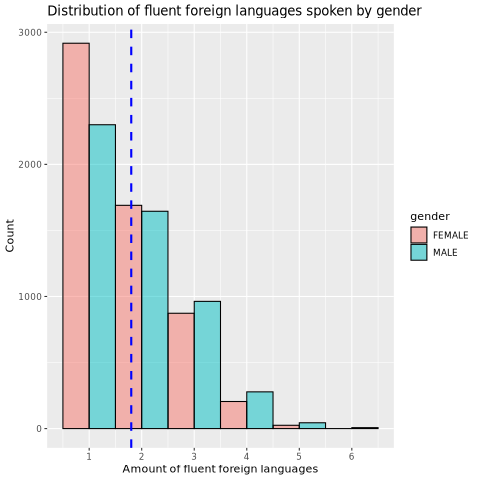 Distribution of fluent foreign languages spoken by gender
3000
2000
1000
0
Count
1 2 3 4 5 6
Amount of fluent foreign languages
gender
FEMALE
MALE